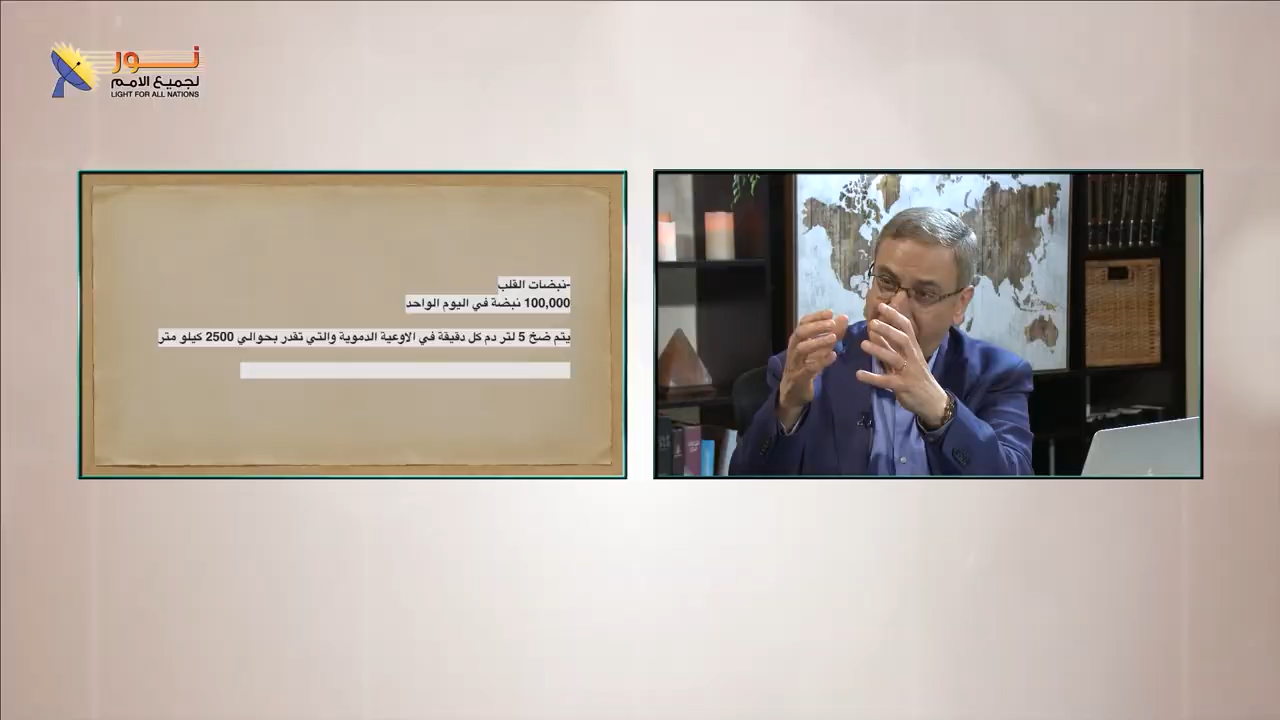 نور
لجميع الامم
LIGHT FOR ALL NATIONS
-نبضات القلب
100,000 نبضة في اليوم الواحد
يتم ضخ 5 لتر دم كل دقيقة في الاوعية الدموية والتي تقدر بحوالي 2500 كيلو متر